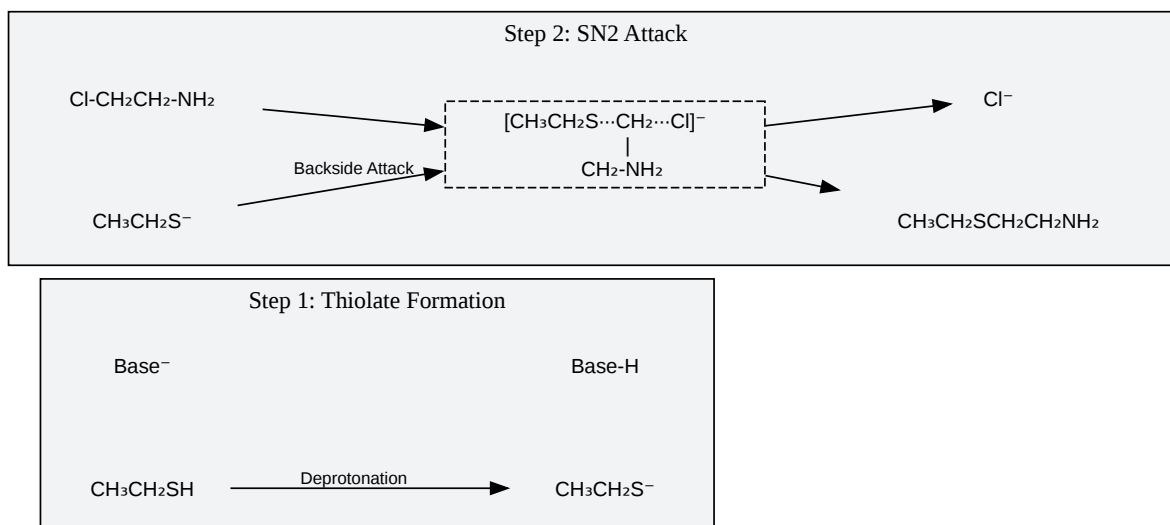 Step 2: SN2 Attack
Cl-CH₂CH₂-NH₂
[CH₃CH₂S···CH₂···Cl]⁻
|
CH₂-NH₂
Cl⁻
Backside Attack
CH₃CH₂S⁻
CH₃CH₂SCH₂CH₂NH₂
Step 1: Thiolate Formation
Base⁻
Base-H
CH₃CH₂SH
Deprotonation
CH₃CH₂S⁻